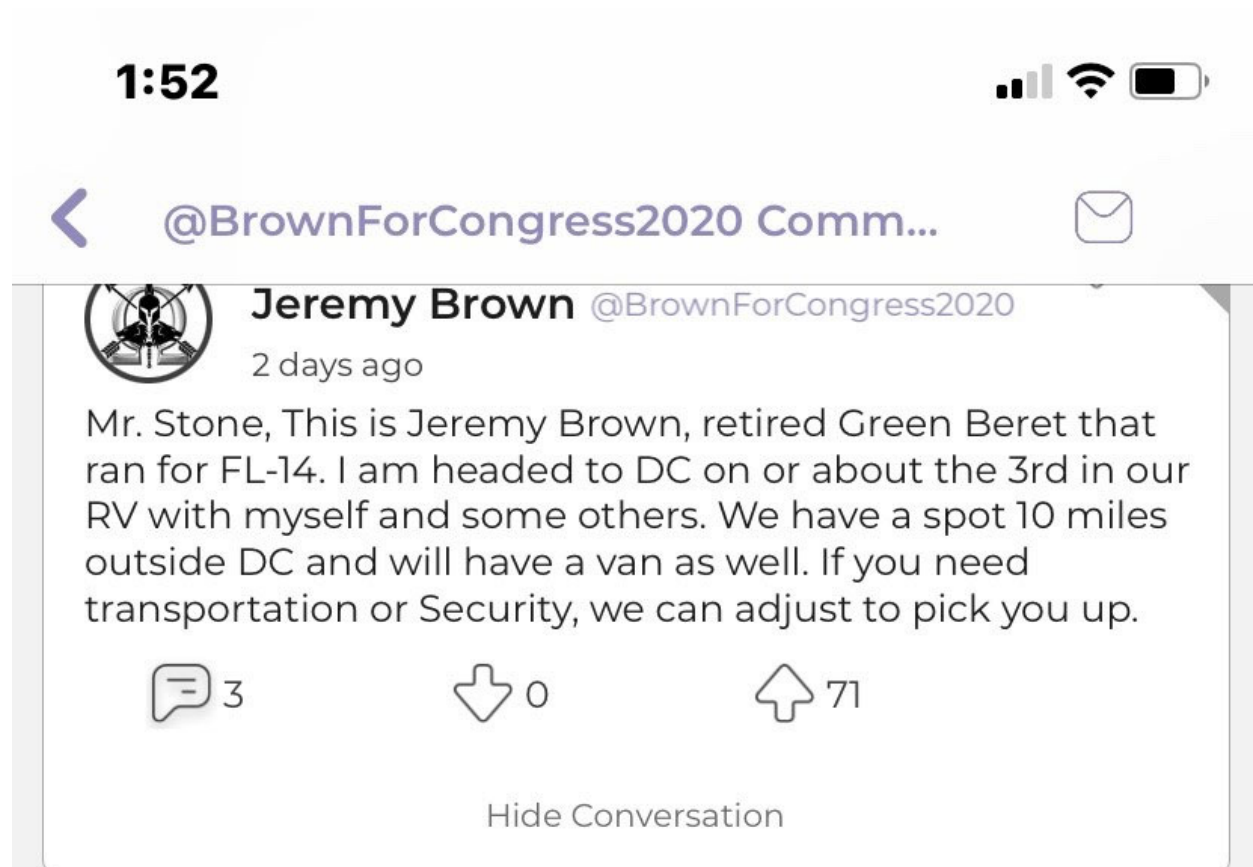 1:52
@BrownForCongress2020 Comm...
Jeremy Brown @BrownForCongress2020
2 days ago
Mr. Stone, This is Jeremy Brown, retired Green Beret that
ran for FL-14. I am headed to DC on or about the 3rd in our
RV with myself and some others. We have a spot 10 miles
outside DC and will have a van as well. If you need
transportation or Security, we can adjust to pick you up.
3 0 71
Hide Conversation